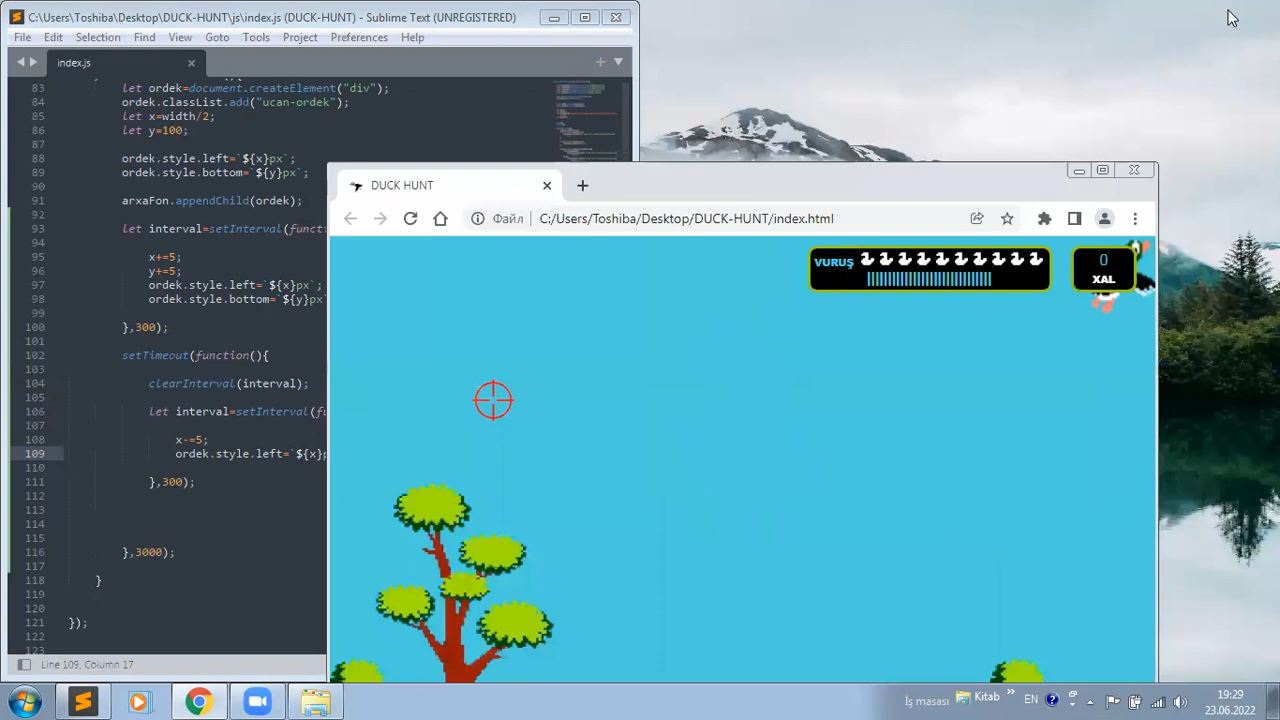 C:\Users\Toshiba\Desktop\DUCK-HUNT\js\index.js (DUCK-HUNT) - Sublime Text (UNREGISTERED)
File Edit Selection Find View Goto Tools Project Preferences Help
index.js
83 let ordek=document.createElement("div");
84 ordek.classList.add("ucan-ordek");
85 let x=width/2;
86 let y=100;
87
88 ordek.style.left=`${x}px`;
89 ordek.style.bottom=`${y}px`;
90
91 arxaFon.appendChild(ordek);
92
93 let interval=setInterval(functi
94
95 x+=5;
96 y+=5;
97 ordek.style.left=`${x}px`;
98 ordek.style.bottom=`${y}px`
99
100 },300);
101
102 setTimeout(function(){
103
104 clearInterval(interval);
105
106 let interval=setInterval(fu
107
108 x-=5;
109 ordek.style.left=`${x}p
110
111 },300);
112
113
114
115
116 },3000);
117
118 }
119
120
121 });
122
123
Line 109, Column 17
DUCK HUNT
Файл C:/Users/Toshiba/Desktop/DUCK-HUNT/index.html
VURUŞ
0
XAL
İş masası
Kitab
»
EN
19:29
23.06.2022